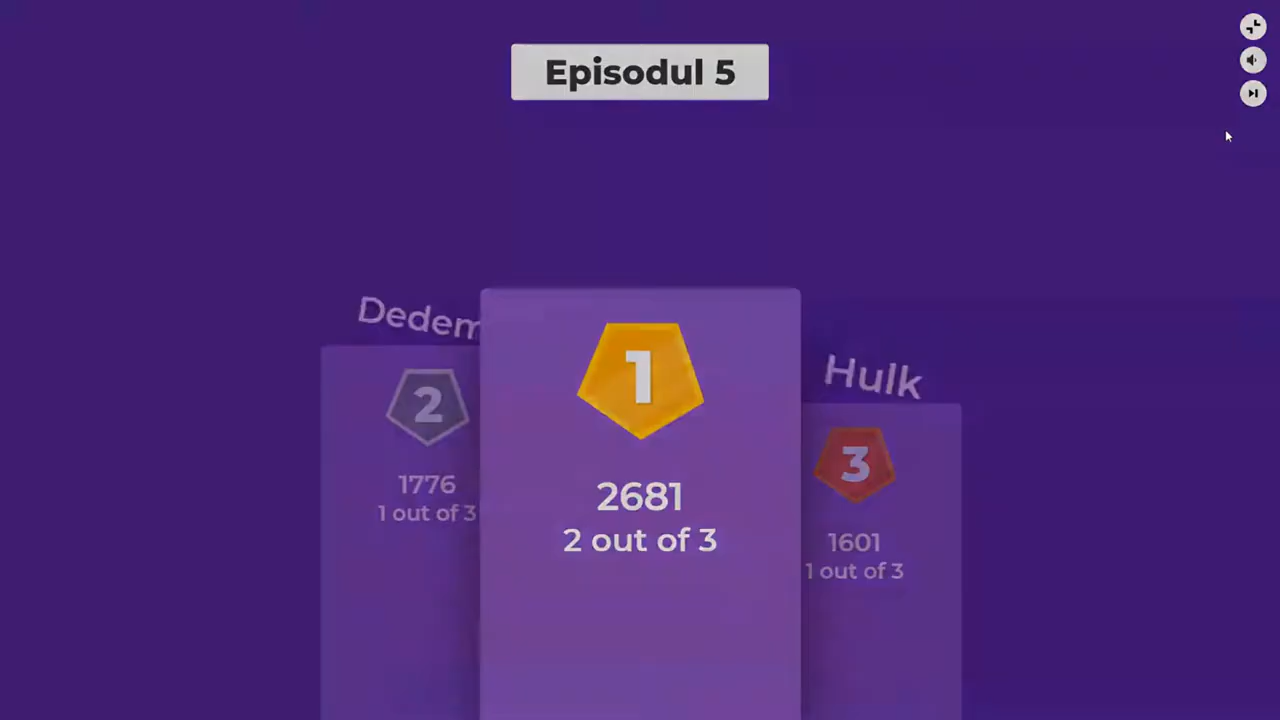 Episodul 5
Dedem
2
1776
1 out of 3
1
2681
2 out of 3
Hulk
3
1601
1 out of 3